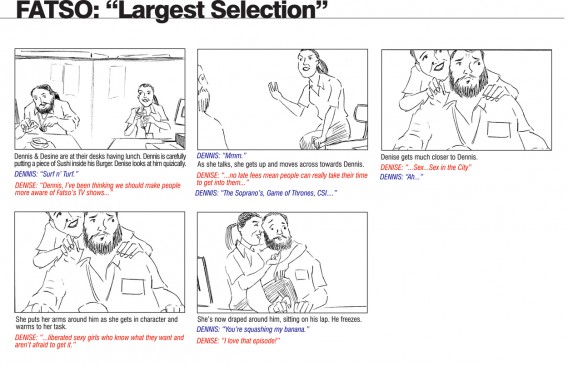 FATSO: “Largest Selection”
Dennis & Desine are at their desks having lunch. Dennis is carefully
putting a piece of Sushi inside his Burger. Denise looks at him quizically.
DENNIS: “Surf n’ Turf.”
DENISE: “Dennis, I’ve been thinking we should make people
more aware of Fatso’s TV shows...”
DENNIS: “Mmm.”
As she talks, she gets up and moves across towards Dennis.
DENISE: “...no late fees mean people can really take their time
to get into them...”
DENNIS: “The Soprano’s, Game of Thrones, CSI....”
Denise gets much closer to Dennis.
DENISE: “...Sex...Sex in the City”
DENNIS: “Ah...”
She puts her arms around him as she gets in character and
warms to her task.
DENISE: “...liberated sexy girls who know what they want and
aren’t afraid to get it.”
She’s now draped around him, sitting on his lap. He freezes.
DENNIS: “You’re squashing my banana.”
DENISE: “I love that episode!”